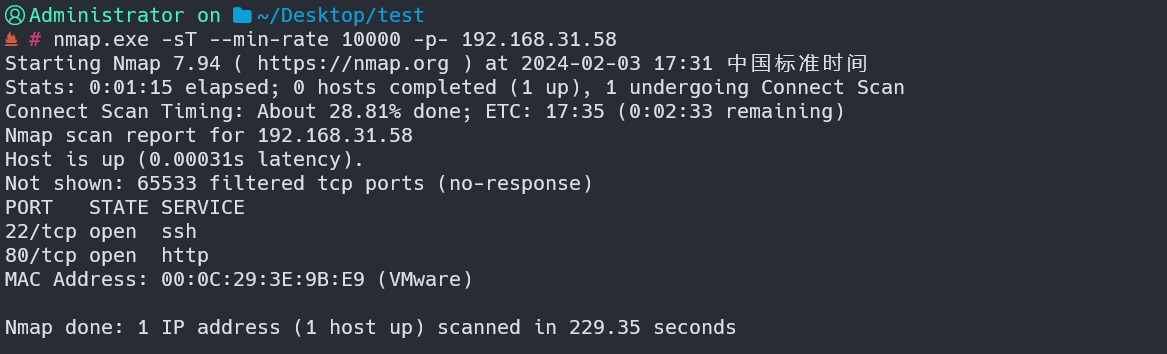 Administrator on ~/Desktop/test
# nmap.exe -sT --min-rate 10000 -p- 192.168.31.58
Starting Nmap 7.94 ( https://nmap.org ) at 2024-02-03 17:31 中国标准时间
Stats: 0:01:15 elapsed; 0 hosts completed (1 up), 1 undergoing Connect Scan
Connect Scan Timing: About 28.81% done; ETC: 17:35 (0:02:33 remaining)
Nmap scan report for 192.168.31.58
Host is up (0.00031s latency).
Not shown: 65533 filtered tcp ports (no-response)
PORT   STATE SERVICE
22/tcp open  ssh
80/tcp open  http
MAC Address: 00:0C:29:3E:9B:E9 (VMware)
Nmap done: 1 IP address (1 host up) scanned in 229.35 seconds